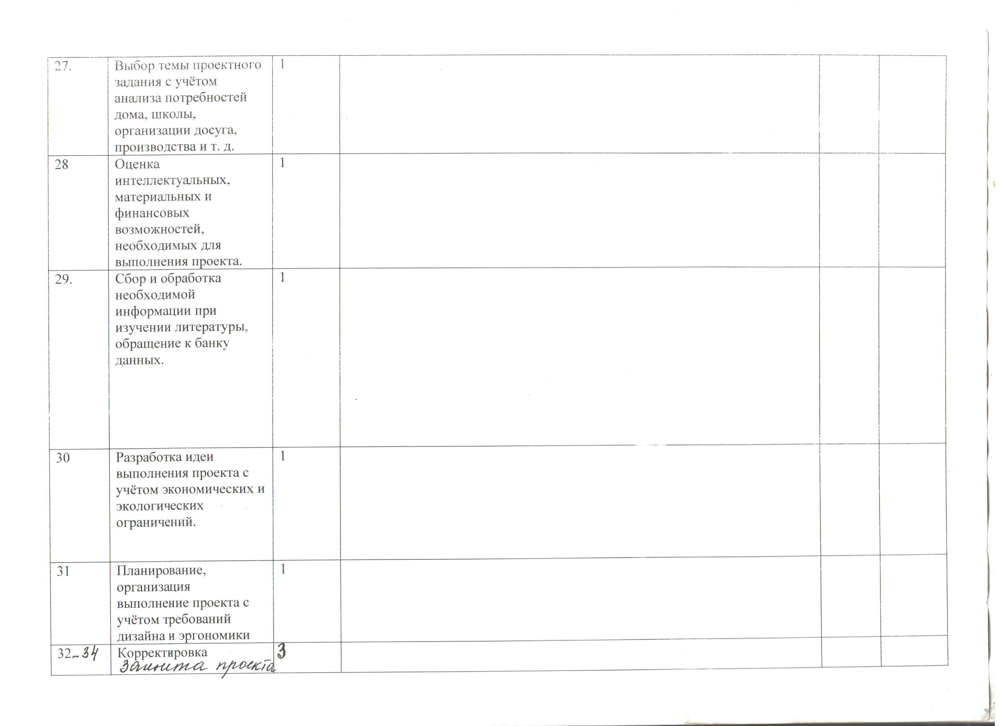 27. Выбор темы проектного 1
задания с учётом
анализа потребностей
дома, школы,
организации досуга,
производства и т. д.
28 Оценка 1
интеллектуальных,
материальных и
финансовых
возможностей,
необходимых для
выполнения проекта.
29. Сбор и обработка 1
необходимой
информации при
изучении литературы,
обращение к банку
данных.
30 Разработка идеи 1
выполнения проекта с
учётом экономических и
экологических
ограничений.
31 Планирование, 1
организация
выполнение проекта с
учётом требований
дизайна и эргономики
32-34 Корректировка 3
защита проекта